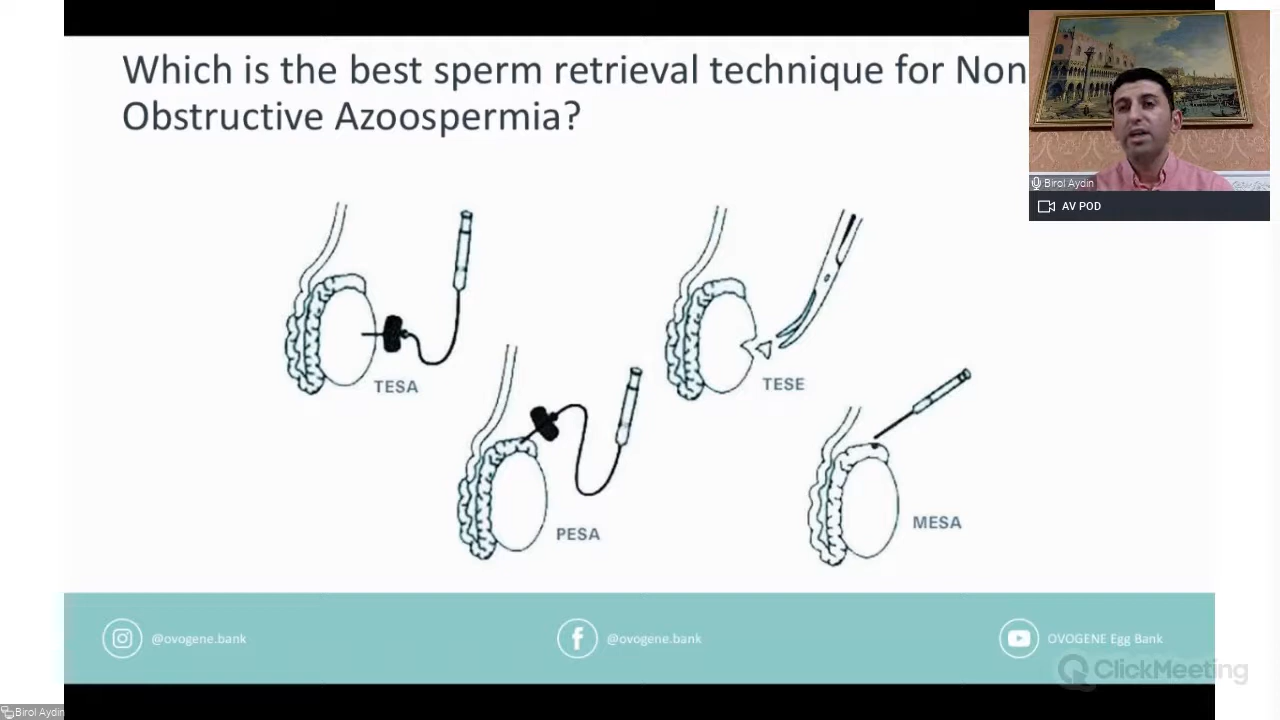 Which is the best sperm retrieval technique for Non
Obstructive Azoospermia?
Birol Aydin
AV POD
TESA
TESE
PESA
MESA
@ovogene.bank
@ovogene.bank
OVOGENE Egg Bank
ClickMeeting
Birol Aydin